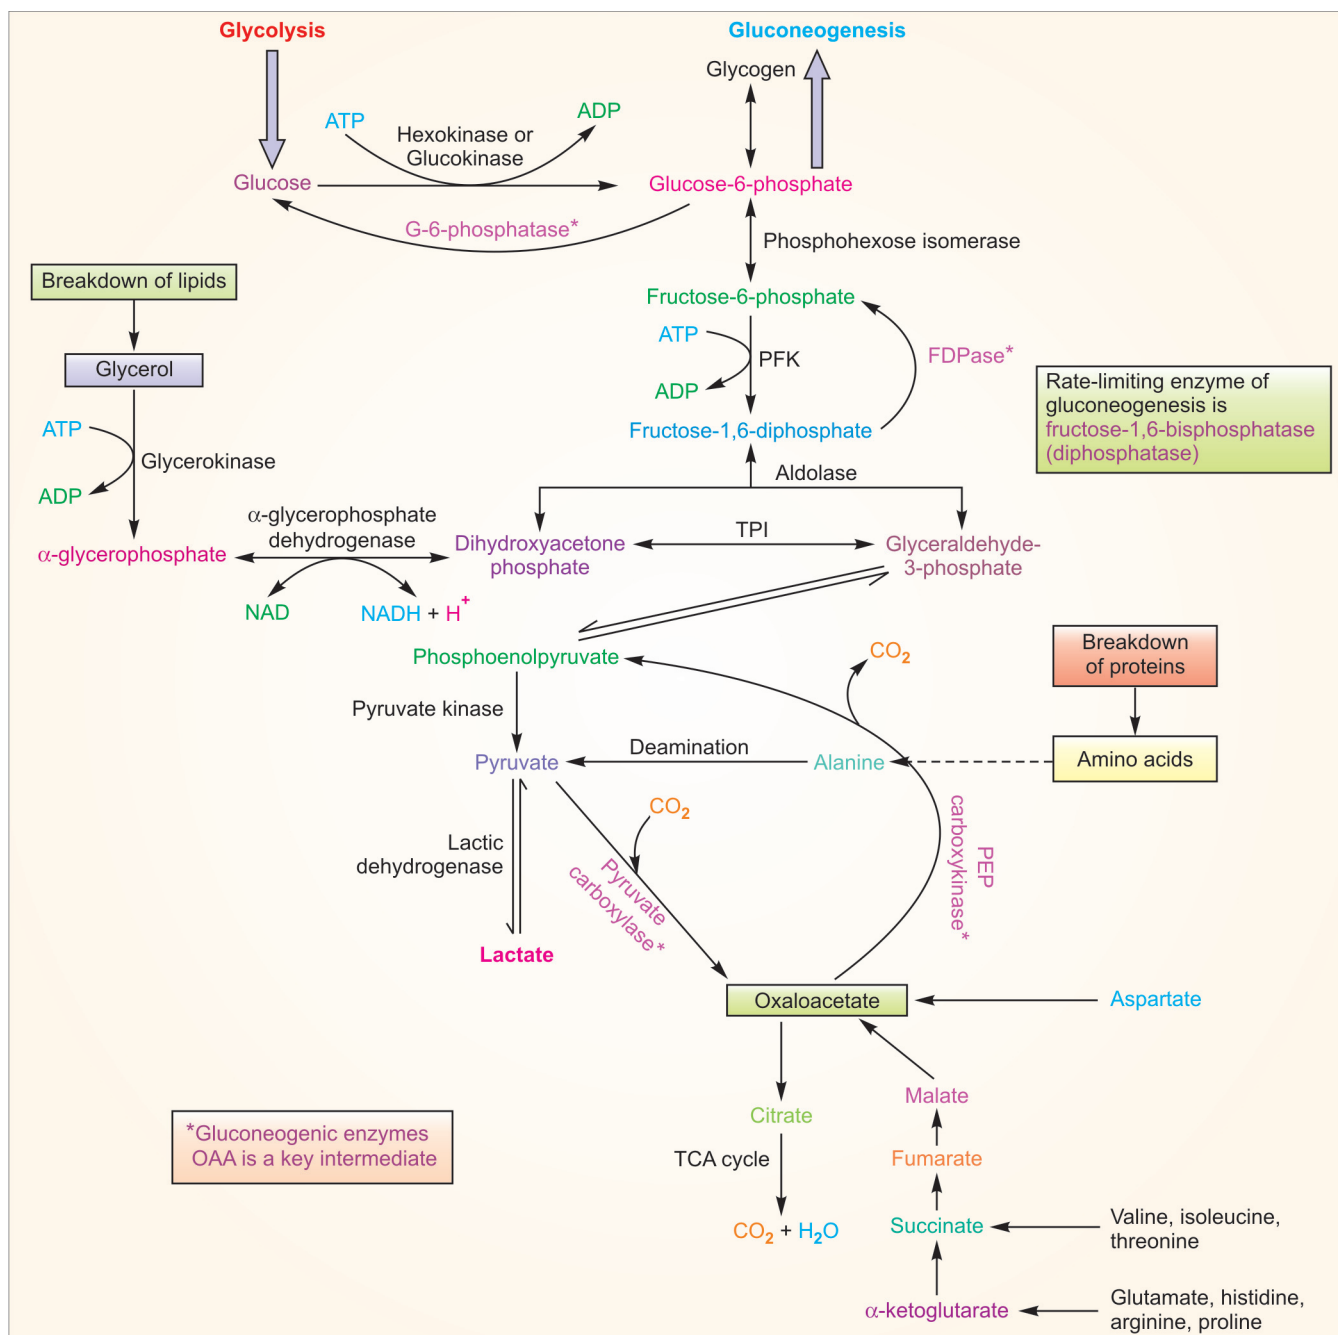 Glycolysis
Gluconeogenesis
Glycogen
ATP
ADP
Hexokinase or
Glucokinase
Glucose
Glucose-6-phosphate
G-6-phosphatase*
Phosphohexose isomerase
Breakdown of lipids
Fructose-6-phosphate
Glycerol
ATP
PFK
ADP
FDPase*
Rate-limiting enzyme of
gluconeogenesis is
fructose-1,6-bisphosphatase
(diphosphatase)
Fructose-1,6-diphosphate
ATP
Glycerokinase
ADP
Aldolase
α-glycerophosphate
dehydrogenase
TPI
α-glycerophosphate
Dihydroxyacetone
phosphate
Glyceraldehyde-
3-phosphate
NAD
NADH + H⁺
Phosphoenolpyruvate
CO₂
Breakdown
of proteins
Pyruvate kinase
Deamination
Pyruvate
Alanine
Amino acids
CO₂
Lactic
dehydrogenase
Pyruvate
carboxylase*
PEP
carboxykinase*
Lactate
Oxaloacetate
Aspartate
Malate
Citrate
*Gluconeogenic enzymes
OAA is a key intermediate
TCA cycle
Fumarate
CO₂ + H₂O
Succinate
Valine, isoleucine,
threonine
α-ketoglutarate
Glutamate, histidine,
arginine, proline